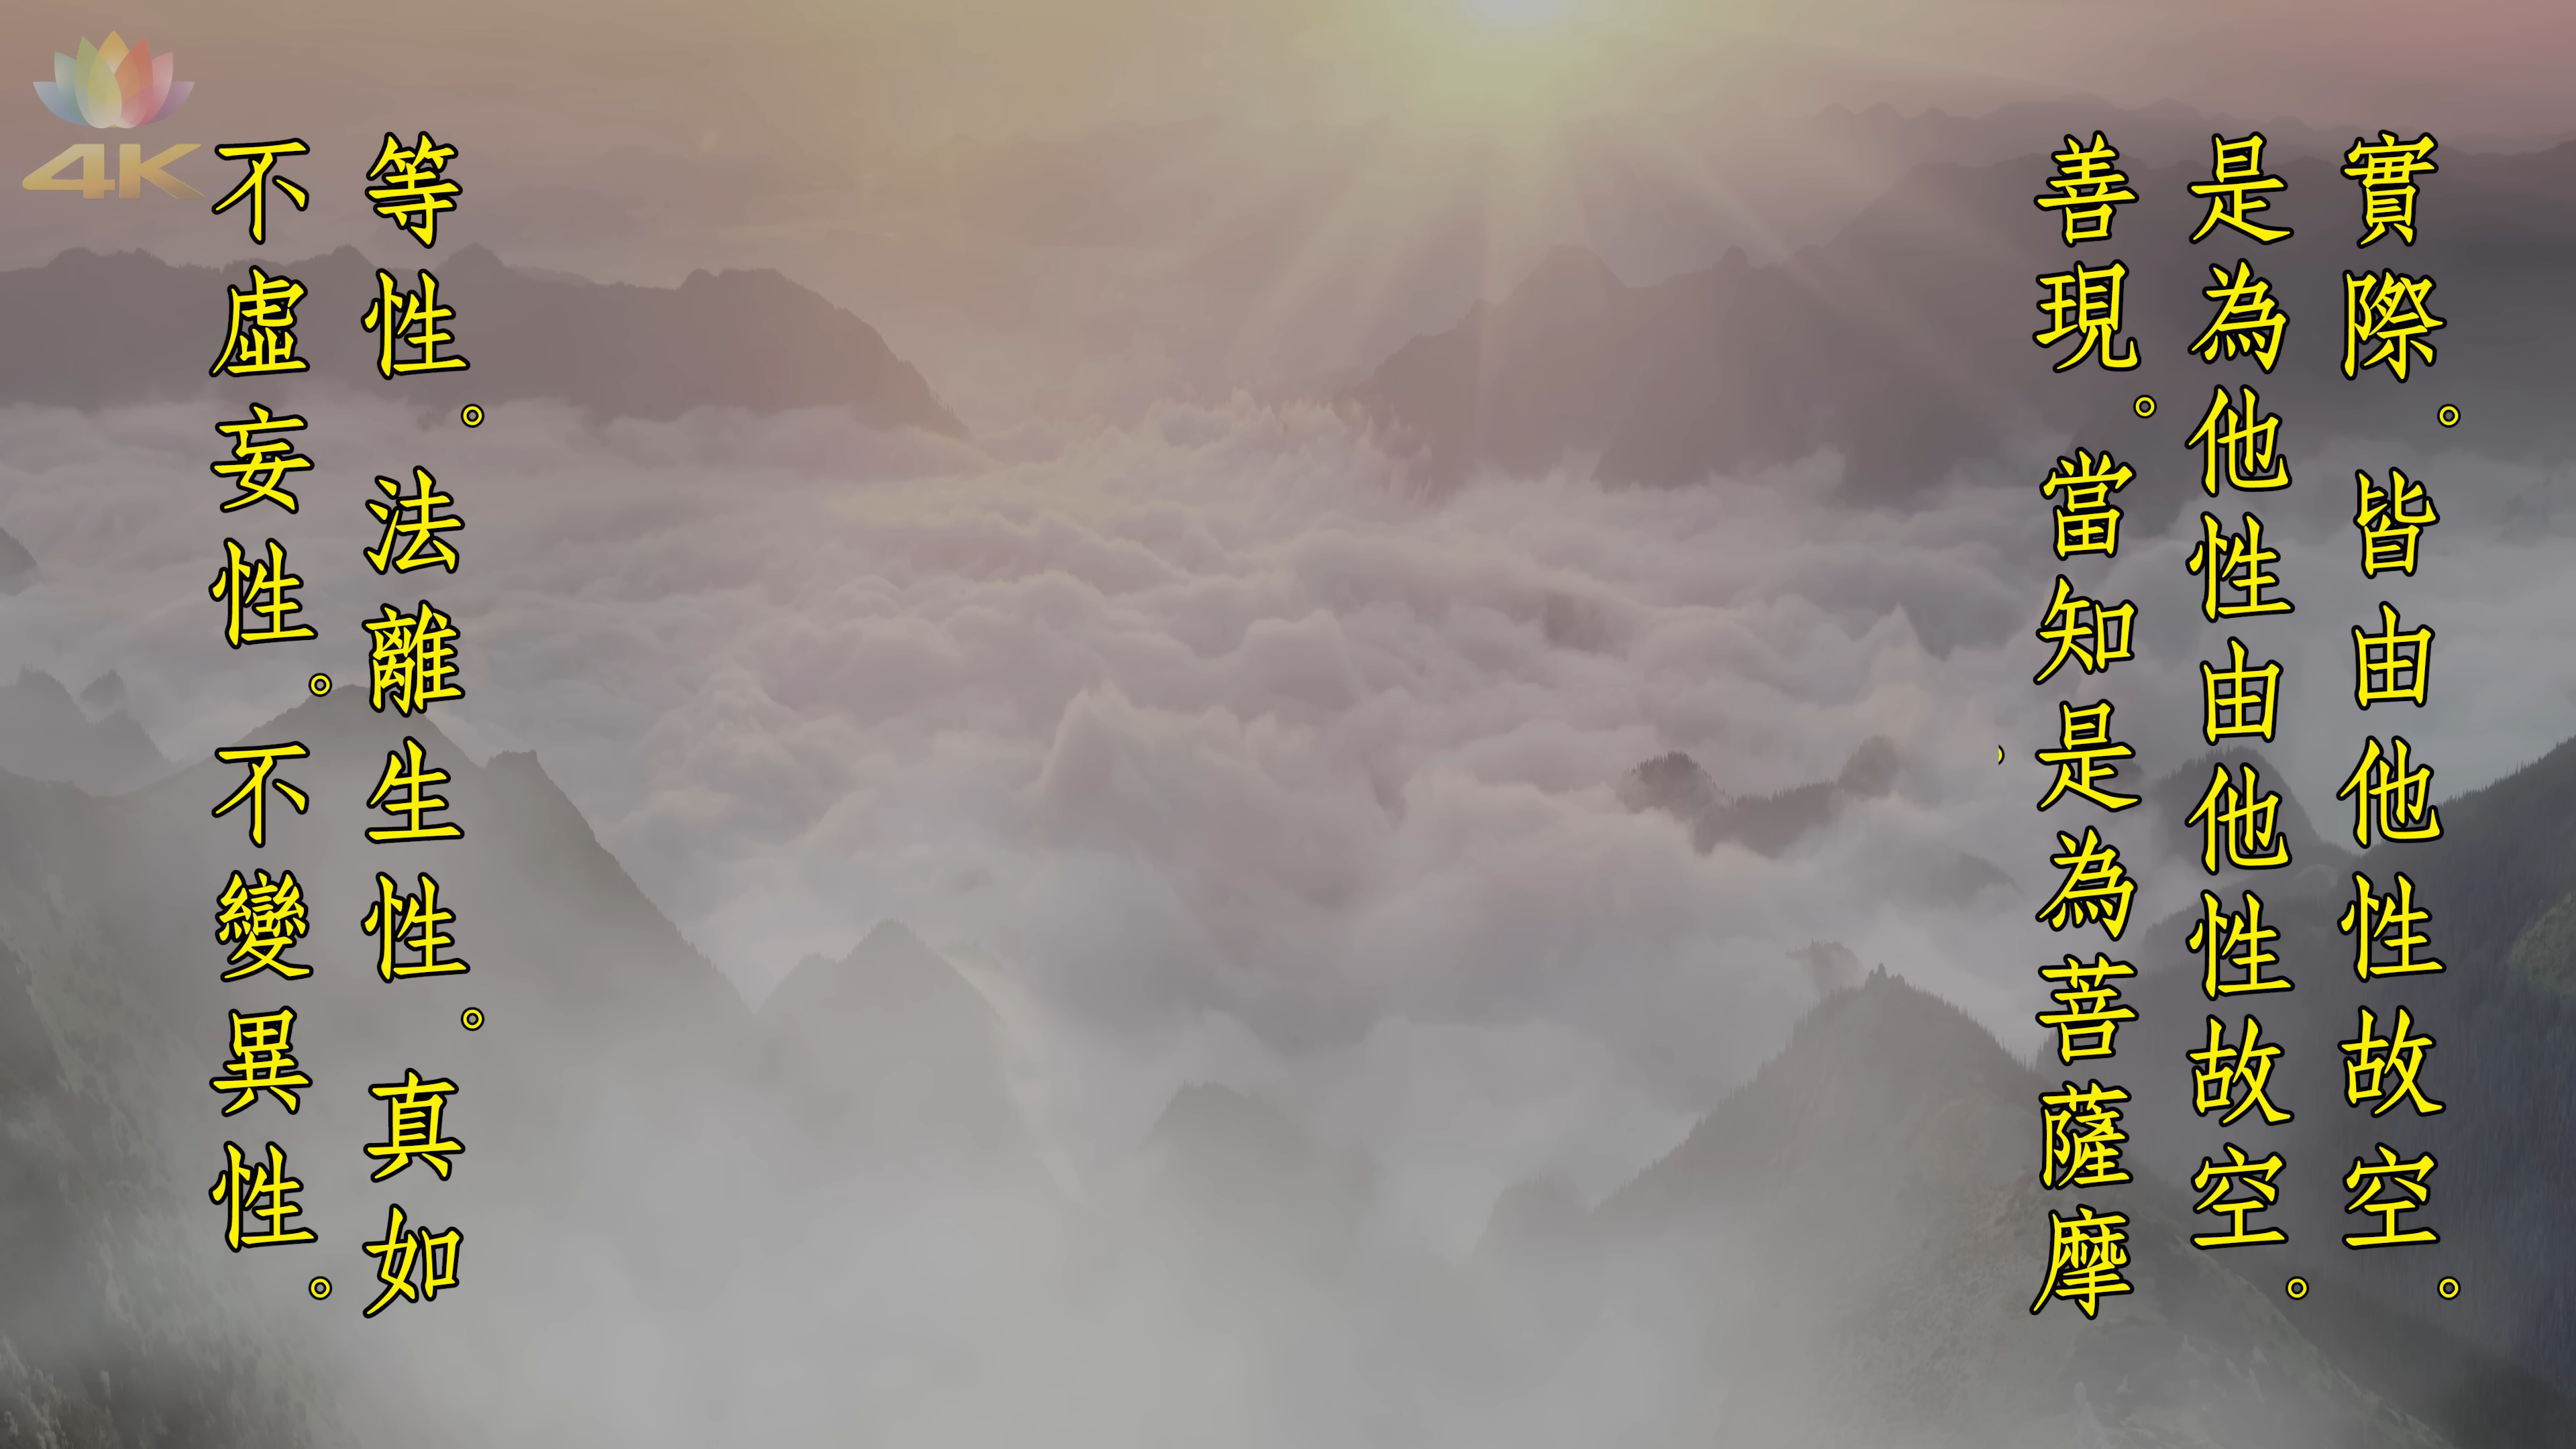 實際。皆由他性故空。
是為他性由他性故空。
善現。當知是為菩薩摩
等性。法離生性。真如
不虛妄性。不變異性。
4K